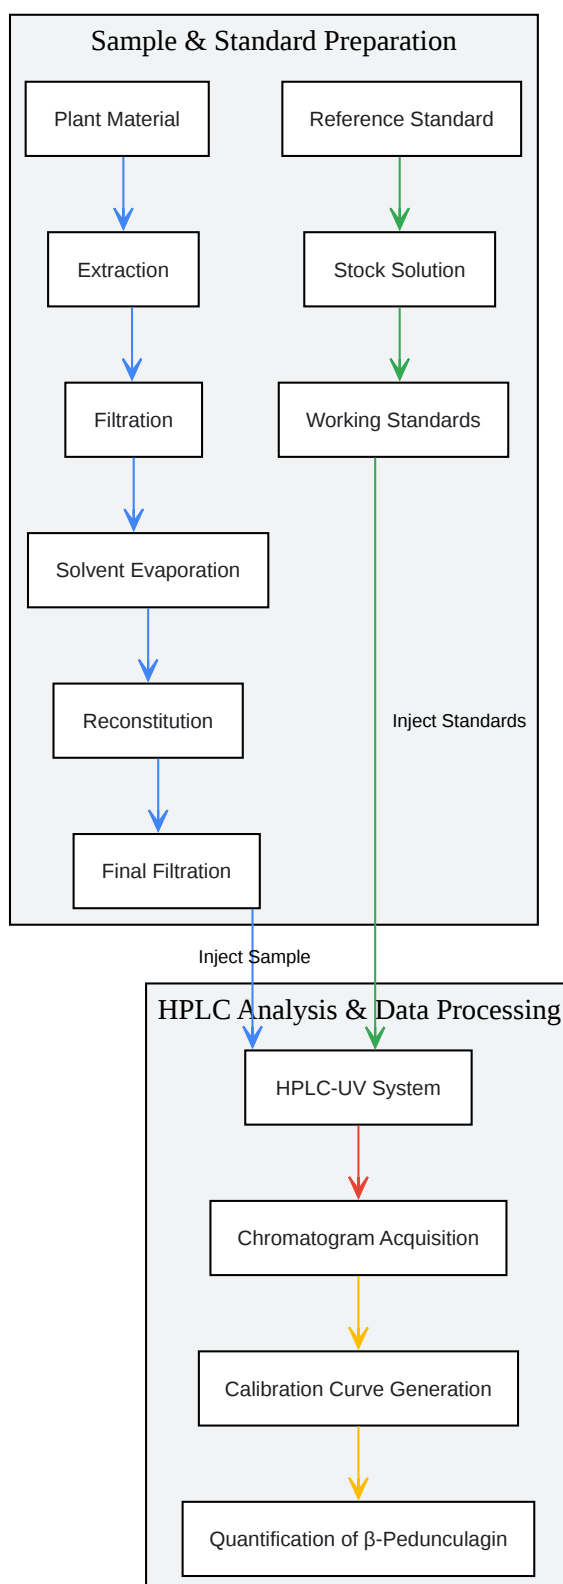 Sample & Standard Preparation
Plant Material
Reference Standard
Extraction
Stock Solution
Filtration
Working Standards
Solvent Evaporation
Reconstitution
Inject Standards
Final Filtration
Inject Sample
HPLC Analysis & Data Processing
HPLC-UV System
Chromatogram Acquisition
Calibration Curve Generation
Quantification of β-Pedunculagin